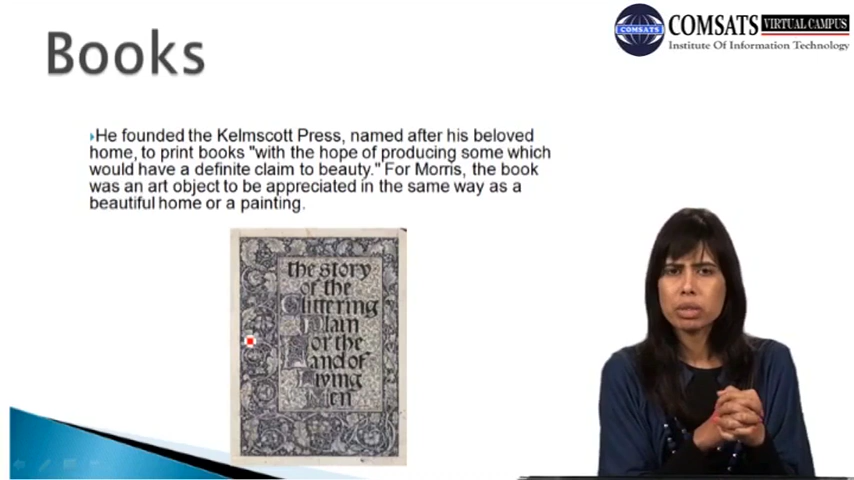 Books
COMSATS VIRTUAL CAMPUS
COMSATS
Institute Of Information Technology
He founded the Kelmscott Press, named after his beloved
home, to print books "with the hope of producing some which
would have a definite claim to beauty." For Morris, the book
was an art object to be appreciated in the same way as a
beautiful home or a painting.
the story
of the
Glittering
Plain
or the
Land of
Living
Men